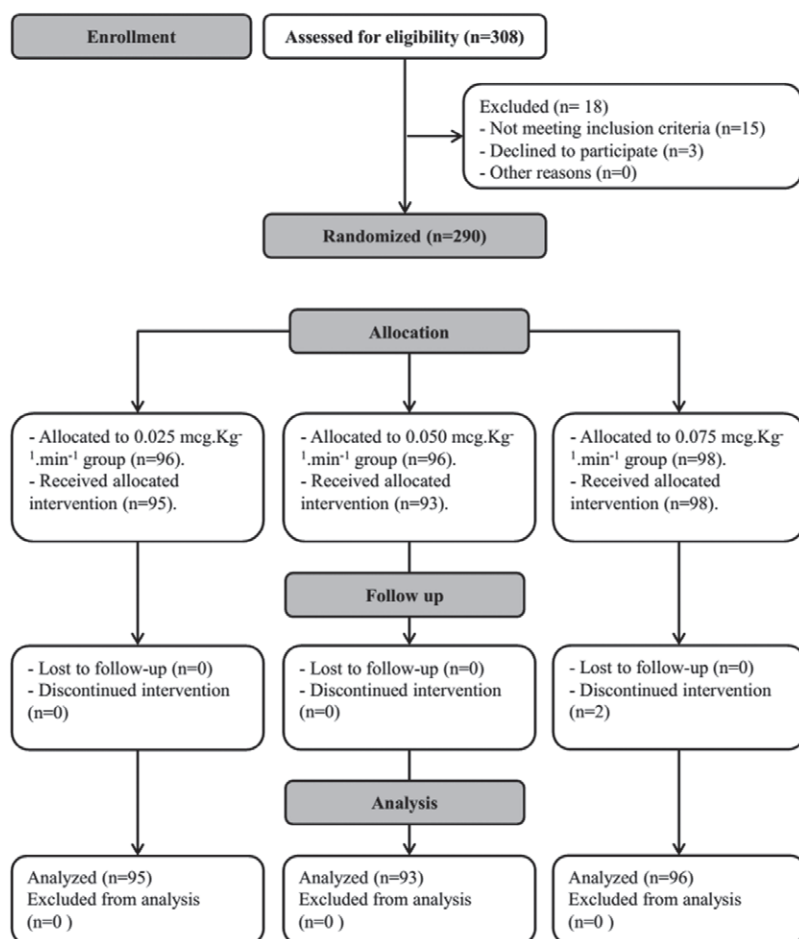 Enrollment
Assessed for eligibility (n=308)
Excluded (n= 18)
- Not meeting inclusion criteria (n=15)
- Declined to participate (n=3)
- Other reasons (n=0)
Randomized (n=290)
Allocation
- Allocated to 0.025 mcg.Kg⁻
¹.min⁻¹ group (n=96).
- Received allocated
intervention (n=95).
- Allocated to 0.050 mcg.Kg⁻
¹.min⁻¹ group (n=96).
- Received allocated
intervention (n=93).
- Allocated to 0.075 mcg.Kg⁻
¹.min⁻¹ group (n=98).
- Received allocated
intervention (n=98).
Follow up
- Lost to follow-up (n=0)
- Discontinued intervention
(n=0)
- Lost to follow-up (n=0)
- Discontinued intervention
(n=0)
- Lost to follow-up (n=0)
- Discontinued intervention
(n=2)
Analysis
Analyzed (n=95)
Excluded from analysis
(n=0 )
Analyzed (n=93)
Excluded from analysis
(n=0 )
Analyzed (n=96)
Excluded from analysis
(n=0 )